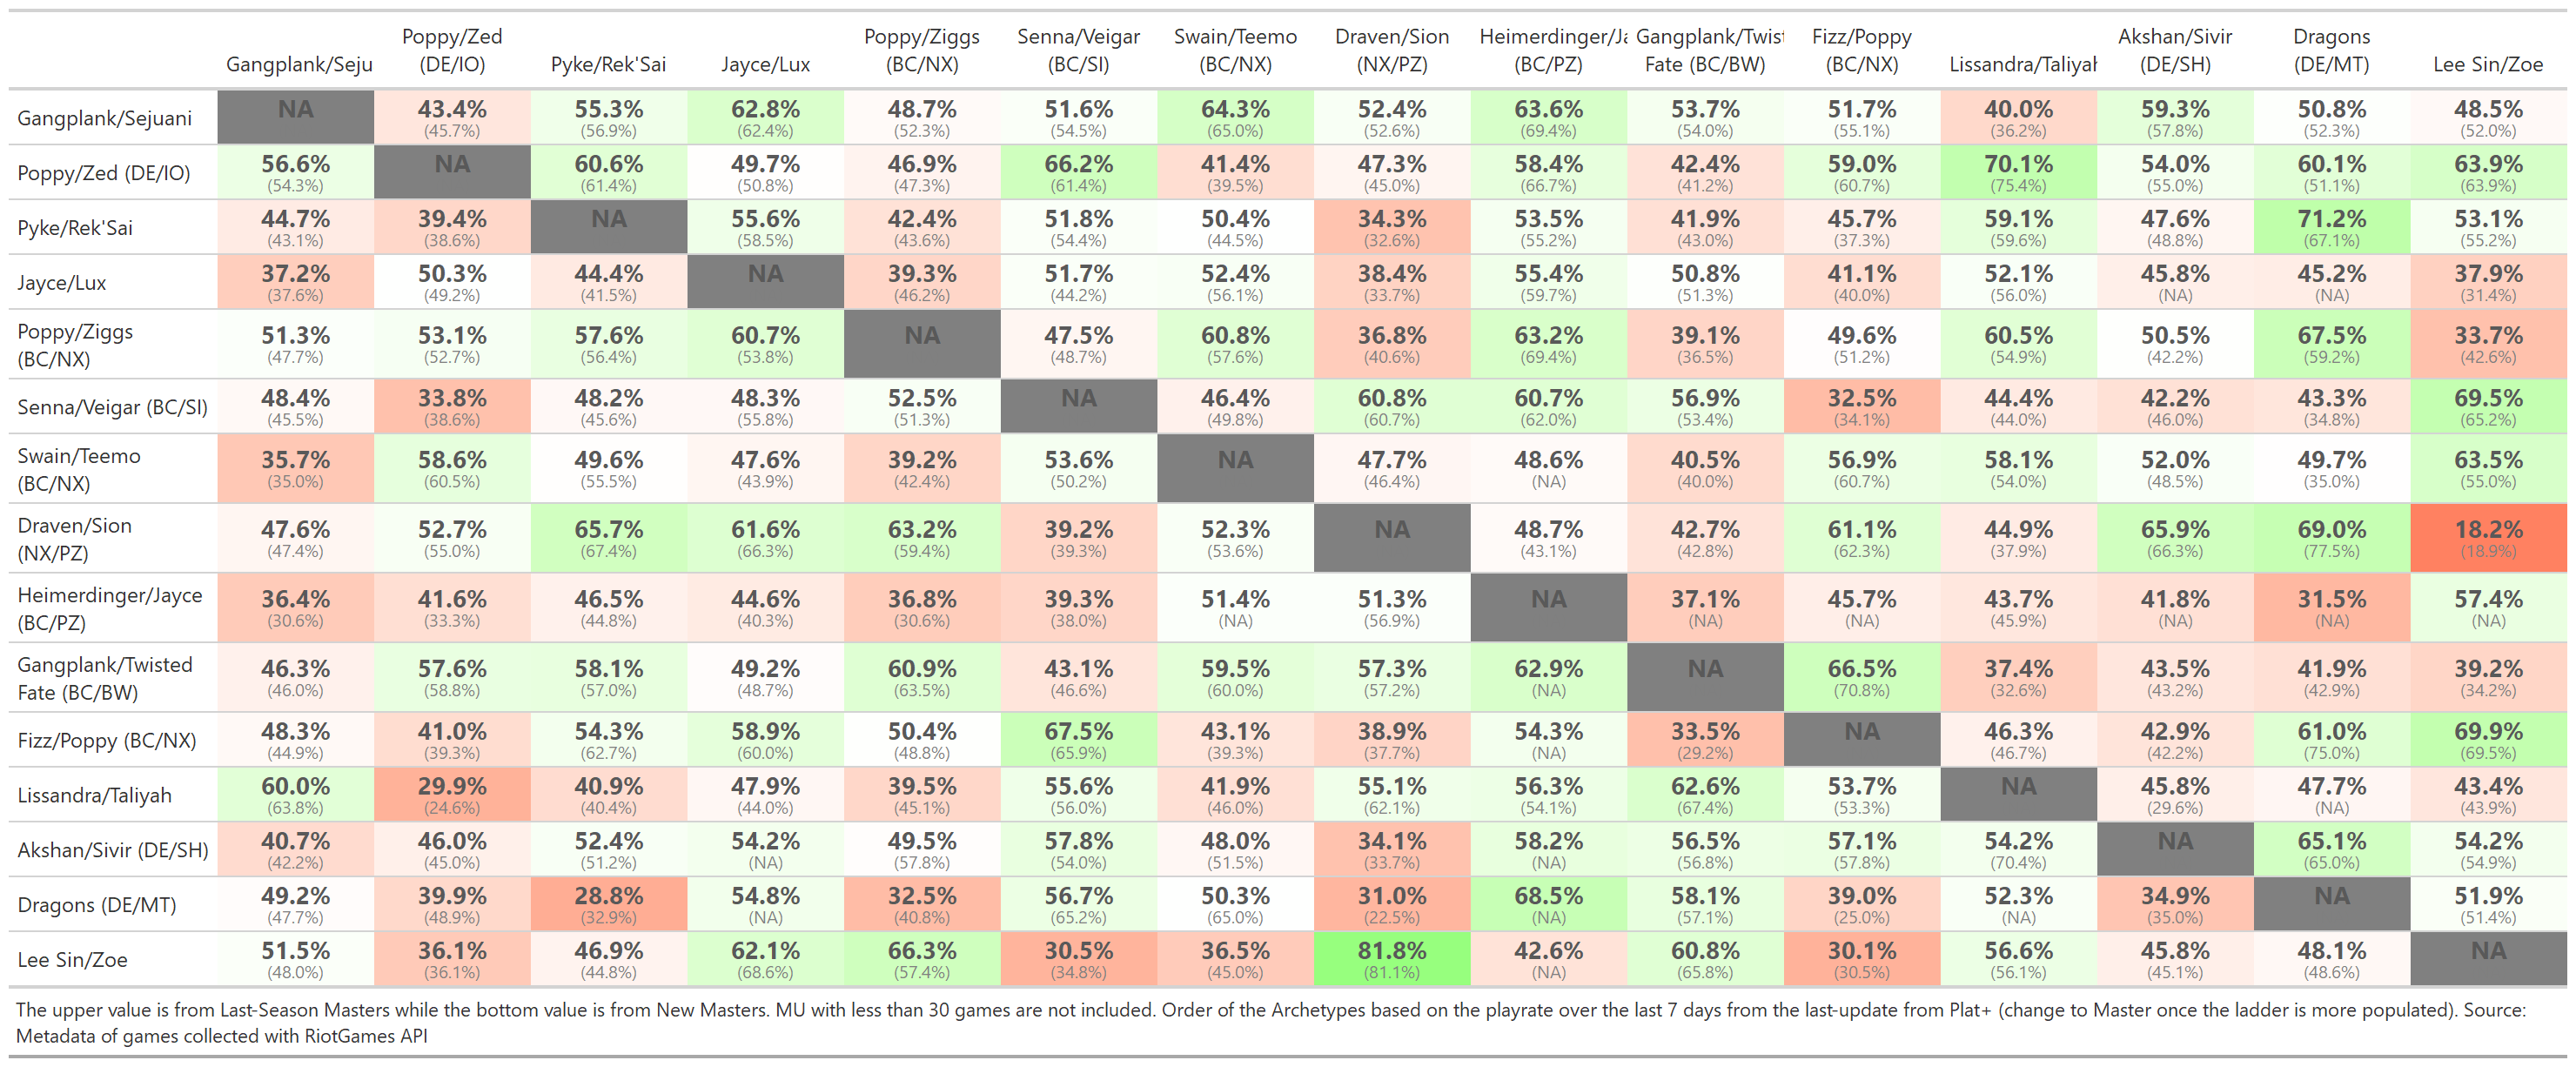 Gangplank/Seju Poppy/Zed (DE/IO) Pyke/Rek'Sai Jayce/Lux Poppy/Ziggs (BC/NX) Senna/Veigar (BC/SI) Swain/Teemo (BC/NX) Draven/Sion (NX/PZ) Heimerdinger/Ja (BC/PZ) Gangplank/Twist Fate (BC/BW) Fizz/Poppy (BC/NX) Lissandra/Taliyah Akshan/Sivir (DE/SH) Dragons (DE/MT) Lee Sin/Zoe
Gangplank/Sejuani NA 43.4% 55.3% 62.8% 48.7% 51.6% 64.3% 52.4% 63.6% 53.7% 51.7% 40.0% 59.3% 50.8% 48.5%
(45.7%) (56.9%) (62.4%) (52.3%) (54.5%) (65.0%) (52.6%) (69.4%) (54.0%) (55.1%) (36.2%) (57.8%) (52.3%) (52.0%)
Poppy/Zed (DE/IO) 56.6% NA 60.6% 49.7% 46.9% 66.2% 41.4% 47.3% 58.4% 42.4% 59.0% 70.1% 54.0% 60.1% 63.9%
(54.3%) (61.4%) (50.8%) (47.3%) (61.4%) (39.5%) (45.0%) (66.7%) (41.2%) (60.7%) (75.4%) (55.0%) (51.1%) (63.9%)
Pyke/Rek'Sai 44.7% 39.4% NA 55.6% 42.4% 51.8% 50.4% 34.3% 53.5% 41.9% 45.7% 59.1% 47.6% 71.2% 53.1%
(43.1%) (38.6%) (58.5%) (43.6%) (54.4%) (44.5%) (32.6%) (55.2%) (43.0%) (37.3%) (59.6%) (48.8%) (67.1%) (55.2%)
Jayce/Lux 37.2% 50.3% 44.4% NA 39.3% 51.7% 52.4% 38.4% 55.4% 50.8% 41.1% 52.1% 45.8% 45.2% 37.9%
(37.6%) (49.2%) (41.5%) (46.2%) (44.2%) (56.1%) (33.7%) (59.7%) (51.3%) (40.0%) (56.0%) (NA) (NA) (31.4%)
Poppy/Ziggs (BC/NX) 51.3% 53.1% 57.6% 60.7% NA 47.5% 60.8% 36.8% 63.2% 39.1% 49.6% 60.5% 50.5% 67.5% 33.7%
(47.7%) (52.7%) (56.4%) (53.8%) (48.7%) (57.6%) (40.6%) (69.4%) (36.5%) (51.2%) (54.9%) (42.2%) (59.2%) (42.6%)
Senna/Veigar (BC/SI) 48.4% 33.8% 48.2% 48.3% 52.5% NA 46.4% 60.8% 60.7% 56.9% 32.5% 44.4% 42.2% 43.3% 69.5%
(45.5%) (38.6%) (45.6%) (55.8%) (51.3%) (49.8%) (60.7%) (62.0%) (53.4%) (34.1%) (44.0%) (46.0%) (34.8%) (65.2%)
Swain/Teemo (BC/NX) 35.7% 58.6% 49.6% 47.6% 39.2% 53.6% NA 47.7% 48.6% 40.5% 56.9% 58.1% 52.0% 49.7% 63.5%
(35.0%) (60.5%) (55.5%) (43.9%) (42.4%) (50.2%) (46.4%) (NA) (40.0%) (60.7%) (54.0%) (48.5%) (35.0%) (55.0%)
Draven/Sion (NX/PZ) 47.6% 52.7% 65.7% 61.6% 63.2% 39.2% 52.3% NA 48.7% 42.7% 61.1% 44.9% 65.9% 69.0% 18.2%
(47.4%) (55.0%) (67.4%) (66.3%) (59.4%) (39.3%) (53.6%) (43.1%) (42.8%) (62.3%) (37.9%) (66.3%) (77.5%) (18.9%)
Heimerdinger/Jayce (BC/PZ) 36.4% 41.6% 46.5% 44.6% 36.8% 39.3% 51.4% 51.3% NA 37.1% 45.7% 43.7% 41.8% 31.5% 57.4%
(30.6%) (33.3%) (44.8%) (40.3%) (30.6%) (38.0%) (NA) (56.9%) (NA) (NA) (45.9%) (NA) (NA) (NA)
Gangplank/Twisted Fate (BC/BW) 46.3% 57.6% 58.1% 49.2% 60.9% 43.1% 59.5% 57.3% 62.9% NA 66.5% 37.4% 43.5% 41.9% 39.2%
(46.0%) (58.8%) (57.0%) (48.7%) (63.5%) (46.6%) (60.0%) (57.2%) (NA) (70.8%) (32.6%) (43.2%) (42.9%) (34.2%)
Fizz/Poppy (BC/NX) 48.3% 41.0% 54.3% 58.9% 50.4% 67.5% 43.1% 38.9% 54.3% 33.5% NA 46.3% 42.9% 61.0% 69.9%
(44.9%) (39.3%) (62.7%) (60.0%) (48.8%) (65.9%) (39.3%) (37.7%) (NA) (29.2%) (46.7%) (42.2%) (75.0%) (69.5%)
Lissandra/Taliyah 60.0% 29.9% 40.9% 47.9% 39.5% 55.6% 41.9% 55.1% 56.3% 62.6% 53.7% NA 45.8% 47.7% 43.4%
(63.8%) (24.6%) (40.4%) (44.0%) (45.1%) (56.0%) (46.0%) (62.1%) (54.1%) (67.4%) (53.3%) (29.6%) (NA) (43.9%)
Akshan/Sivir (DE/SH) 40.7% 46.0% 52.4% 54.2% 49.5% 57.8% 48.0% 34.1% 58.2% 56.5% 57.1% 54.2% NA 65.1% 54.2%
(42.2%) (45.0%) (51.2%) (NA) (57.8%) (54.0%) (51.5%) (33.7%) (NA) (56.8%) (57.8%) (70.4%) (65.0%) (54.9%)
Dragons (DE/MT) 49.2% 39.9% 28.8% 54.8% 32.5% 56.7% 50.3% 31.0% 68.5% 58.1% 39.0% 52.3% 34.9% NA 51.9%
(47.7%) (48.9%) (32.9%) (NA) (40.8%) (65.2%) (65.0%) (22.5%) (NA) (57.1%) (25.0%) (NA) (35.0%) (51.4%)
Lee Sin/Zoe 51.5% 36.1% 46.9% 62.1% 66.3% 30.5% 36.5% 81.8% 42.6% 60.8% 30.1% 56.6% 45.8% 48.1% NA
(48.0%) (36.1%) (44.8%) (68.6%) (57.4%) (34.8%) (45.0%) (81.1%) (NA) (65.8%) (30.5%) (56.1%) (45.1%) (48.6%)
The upper value is from Last-Season Masters while the bottom value is from New Masters. MU with less than 30 games are not included. Order of the Archetypes based on the playrate over the last 7 days from the last-update from Plat+ (change to Master once the ladder is more populated). Source:
Metadata of games collected with RiotGames API